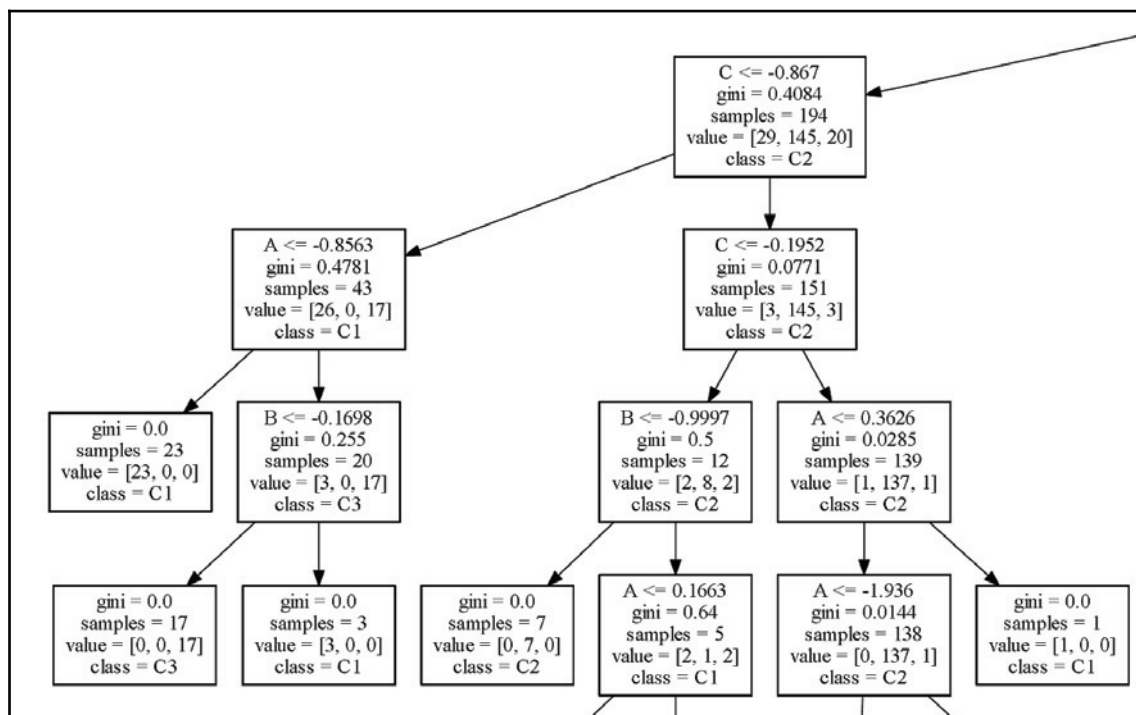 C <= -0.867
gini = 0.4084
samples = 194
value = [29, 145, 20]
class = C2
A <= -0.8563
gini = 0.4781
samples = 43
value = [26, 0, 17]
class = C1
C <= -0.1952
gini = 0.0771
samples = 151
value = [3, 145, 3]
class = C2
gini = 0.0
samples = 23
value = [23, 0, 0]
class = C1
B <= -0.1698
gini = 0.255
samples = 20
value = [3, 0, 17]
class = C3
B <= -0.9997
gini = 0.5
samples = 12
value = [2, 8, 2]
class = C2
A <= 0.3626
gini = 0.0285
samples = 139
value = [1, 137, 1]
class = C2
gini = 0.0
samples = 17
value = [0, 0, 17]
class = C3
gini = 0.0
samples = 3
value = [3, 0, 0]
class = C1
gini = 0.0
samples = 7
value = [0, 7, 0]
class = C2
A <= 0.1663
gini = 0.64
samples = 5
value = [2, 1, 2]
class = C1
A <= -1.936
gini = 0.0144
samples = 138
value = [0, 137, 1]
class = C2
gini = 0.0
samples = 1
value = [1, 0, 0]
class = C1